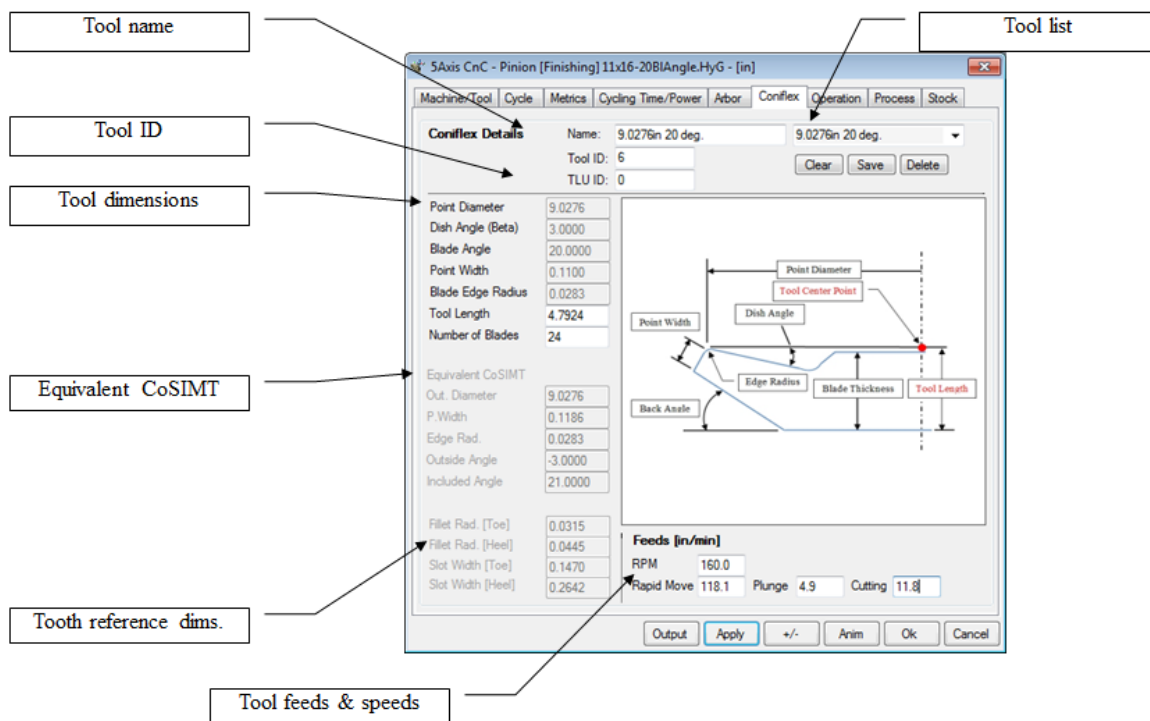 Tool name
Tool list
5Axis CnC - Pinion [Finishing] 11x16-20BlAngle.HyG - [in]
Machine/Tool Cycle Metrics Cycling Time/Power Arbor Coniflex Operation Process Stock
Tool ID
Coniflex Details Name: 9.0276in 20 deg. 9.0276in 20 deg.
Tool ID: 6 Clear Save Delete
TLU ID: 0
Tool dimensions
Point Diameter 9.0276
Dish Angle (Beta) 3.0000
Blade Angle 20.0000
Point Width 0.1100
Blade Edge Radius 0.0283
Tool Length 4.7924
Number of Blades 24
Point Diameter
Tool Center Point
Point Width
Dish Angle
Edge Radius
Blade Thickness
Tool Length
Back Angle
Equivalent CoSIMT
Equivalent CoSIMT
Out. Diameter 9.0276
P.Width 0.1186
Edge Rad. 0.0283
Outside Angle -3.0000
Included Angle 21.0000
Fillet Rad. [Toe] 0.0315
Fillet Rad. [Heel] 0.0445
Slot Width [Toe] 0.1470
Slot Width [Heel] 0.2642
Feeds [in/min]
RPM 160.0
Rapid Move 118.1 Plunge 4.9 Cutting 11.8
Tooth reference dims.
Output Apply +/- Anim Ok Cancel
Tool feeds & speeds